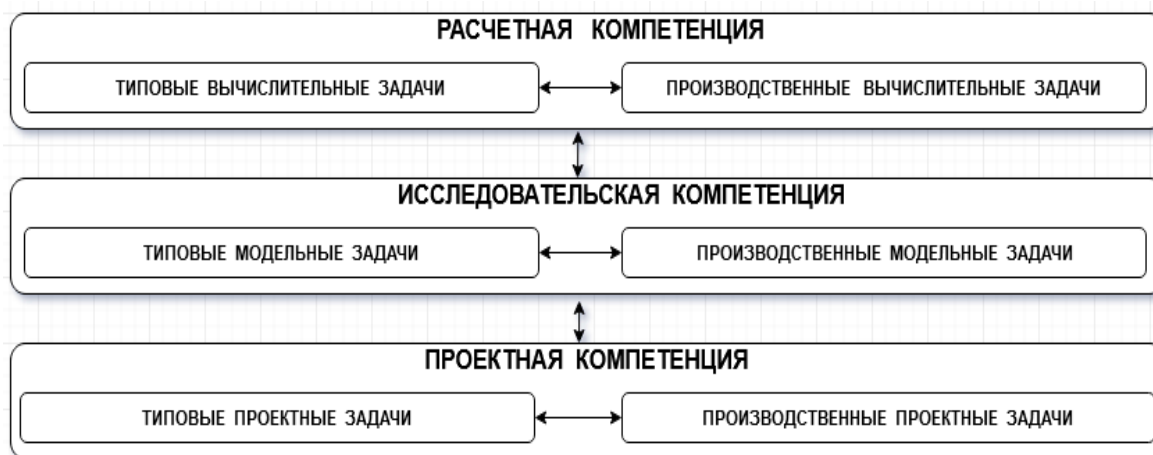 РАСЧЕТНАЯ КОМПЕТЕНЦИЯ
ТИПОВЫЕ ВЫЧИСЛИТЕЛЬНЫЕ ЗАДАЧИ
ПРОИЗВОДСТВЕННЫЕ ВЫЧИСЛИТЕЛЬНЫЕ ЗАДАЧИ
ИССЛЕДОВАТЕЛЬСКАЯ КОМПЕТЕНЦИЯ
ТИПОВЫЕ МОДЕЛЬНЫЕ ЗАДАЧИ
ПРОИЗВОДСТВЕННЫЕ МОДЕЛЬНЫЕ ЗАДАЧИ
ПРОЕКТНАЯ КОМПЕТЕНЦИЯ
ТИПОВЫЕ ПРОЕКТНЫЕ ЗАДАЧИ
ПРОИЗВОДСТВЕННЫЕ ПРОЕКТНЫЕ ЗАДАЧИ